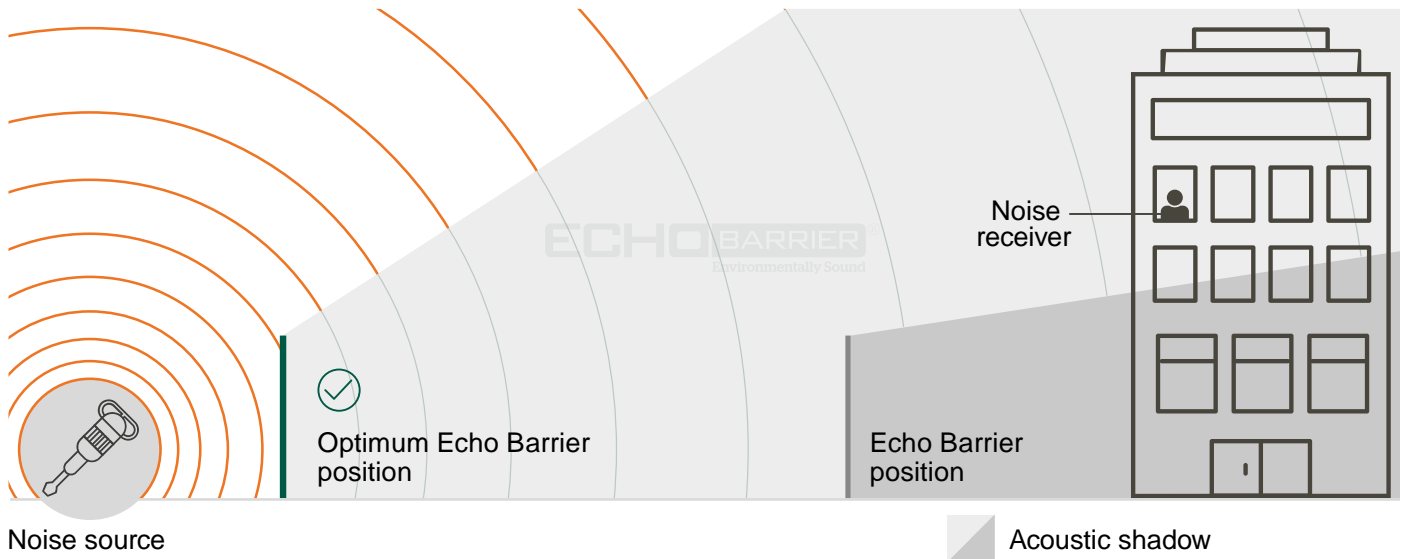 ECHO BARRIER
Environmentally Sound
Noise
receiver
Optimum Echo Barrier
position
Echo Barrier
position
Noise source
Acoustic shadow